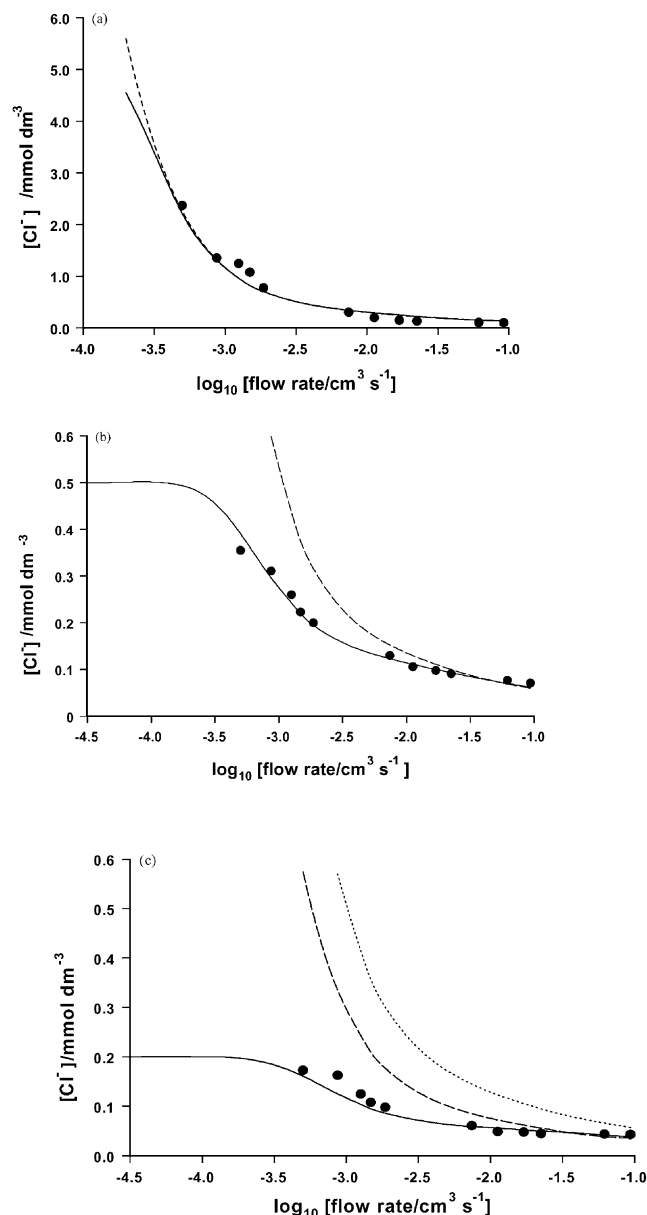 (a)
6.0
5.0
4.0
3.0
2.0
1.0
0.0
[Cl⁻] /mmol dm⁻³
-4.0 -3.5 -3.0 -2.5 -2.0 -1.5 -1.0
log₁₀ [flow rate/cm³ s⁻¹]
(b)
0.6
0.5
0.4
0.3
0.2
0.1
0
[Cl⁻] /mmol dm⁻³
-4.5 -4.0 -3.5 -3.0 -2.5 -2.0 -1.5 -1.0
log₁₀ [flow rate/cm³ s⁻¹ ]
(c)
0.6
0.5
0.4
0.3
0.2
0.1
0.0
[Cl⁻]/mmol dm⁻³
-4.5 -4.0 -3.5 -3.0 -2.5 -2.0 -1.5 -1.0
log₁₀ [flow rate/cm³ s⁻¹]